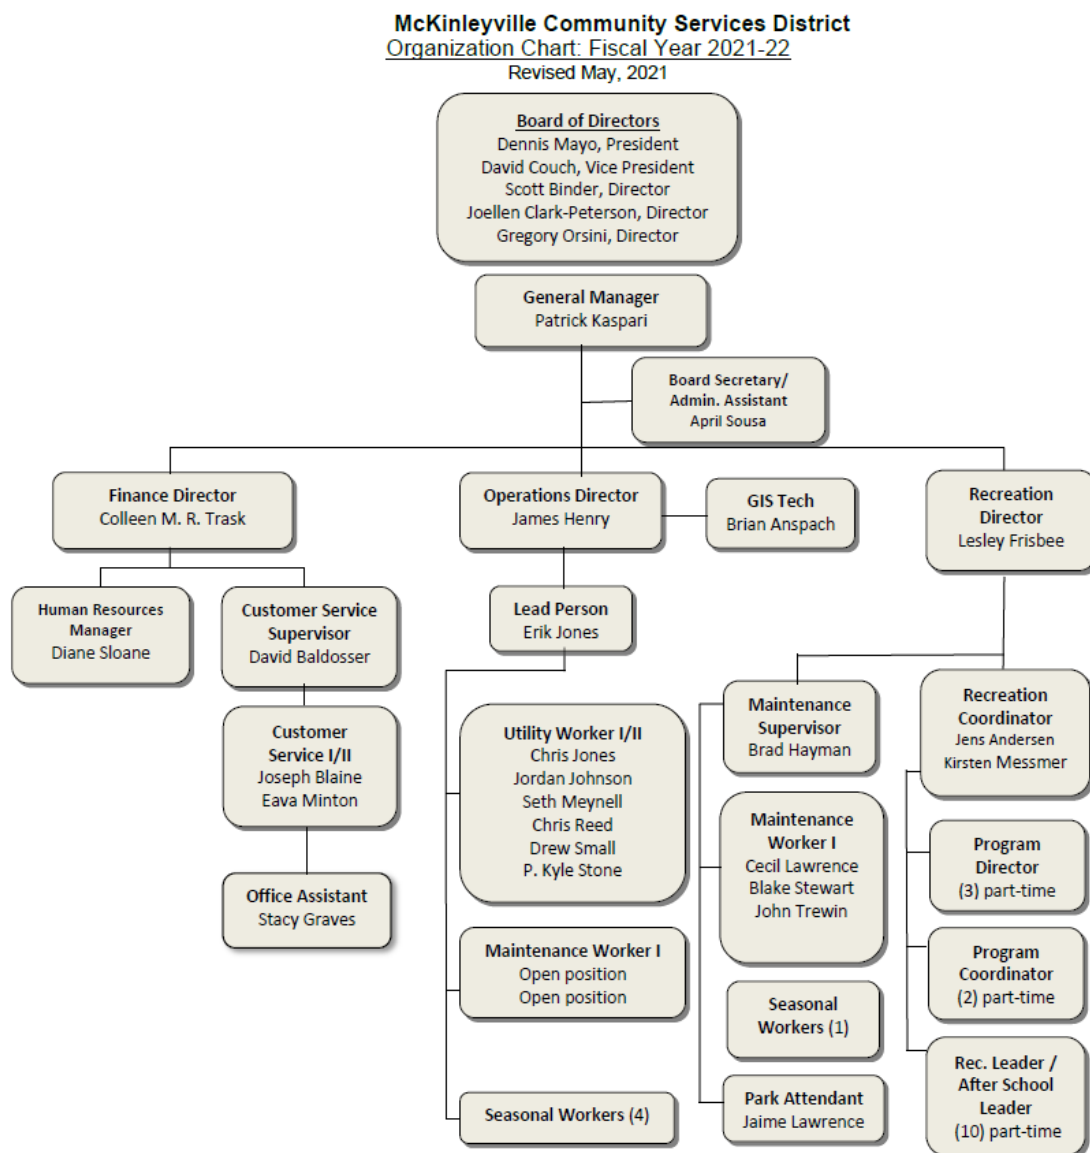 McKinleyville Community Services District
Organization Chart: Fiscal Year 2021-22
Revised May, 2021
Board of Directors
Dennis Mayo, President
David Couch, Vice President
Scott Binder, Director
Joellen Clark-Peterson, Director
Gregory Orsini, Director
General Manager
Patrick Kaspari
Board Secretary/
Admin. Assistant
April Sousa
Finance Director
Colleen M. R. Trask
Operations Director
James Henry
GIS Tech
Brian Anspach
Recreation
Director
Lesley Frisbee
Human Resources
Manager
Diane Sloane
Customer Service
Supervisor
David Baldosser
Lead Person
Erik Jones
Customer
Service I/II
Joseph Blaine
Eava Minton
Office Assistant
Stacy Graves
Utility Worker I/II
Chris Jones
Jordan Johnson
Seth Meynell
Chris Reed
Drew Small
P. Kyle Stone
Maintenance Worker I
Open position
Open position
Seasonal Workers (4)
Maintenance
Supervisor
Brad Hayman
Maintenance
Worker I
Cecil Lawrence
Blake Stewart
John Trewin
Seasonal
Workers (1)
Park Attendant
Jaime Lawrence
Recreation
Coordinator
Jens Andersen
Kirsten Messmer
Program
Director
(3) part-time
Program
Coordinator
(2) part-time
Rec. Leader /
After School
Leader
(10) part-time